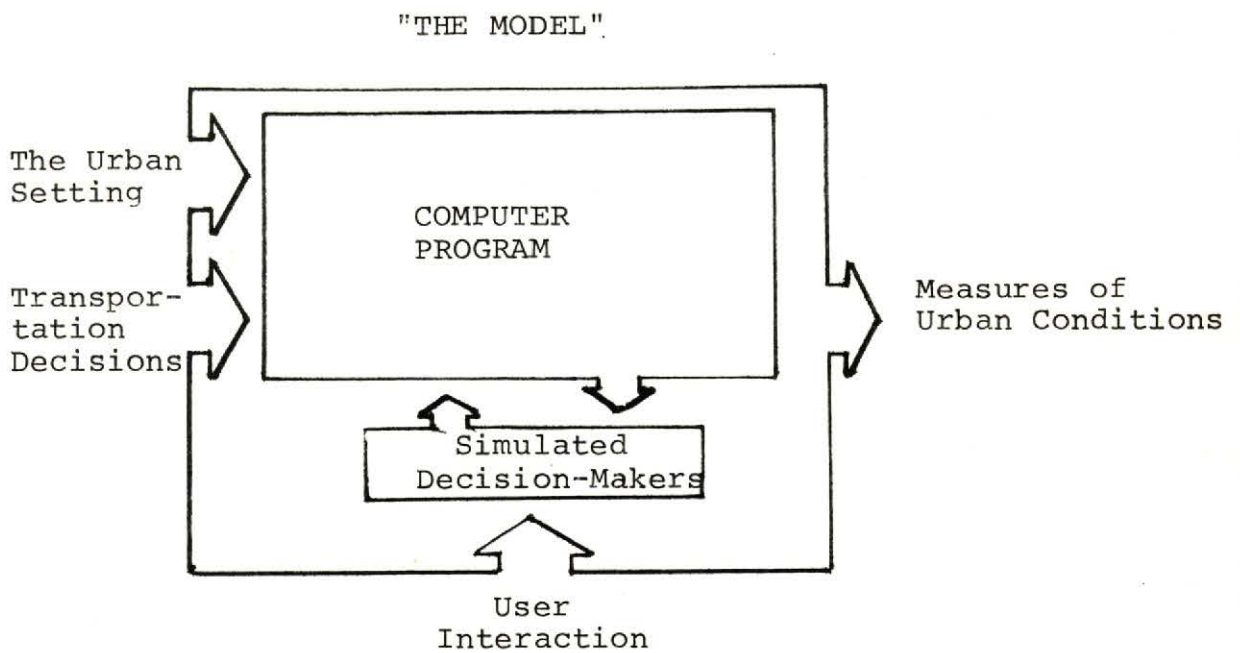 "THE MODEL"
The Urban
Setting
COMPUTER
PROGRAM
Transpor-
tation
Decisions
Measures of
Urban Conditions
Simulated
Decision-Makers
User
Interaction